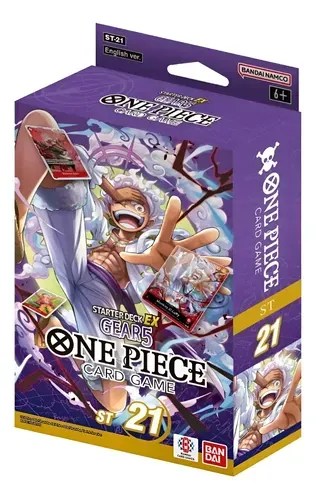 ST-21
English ver.
BANDAI NAMCO
6+
ONE PIECE
CARD GAME
STARTER DECK EX
GEAR5
ONE PIECE
CARD GAME
ST 21
BANDAI
ONE PIECE
CARD GAME
ST
21